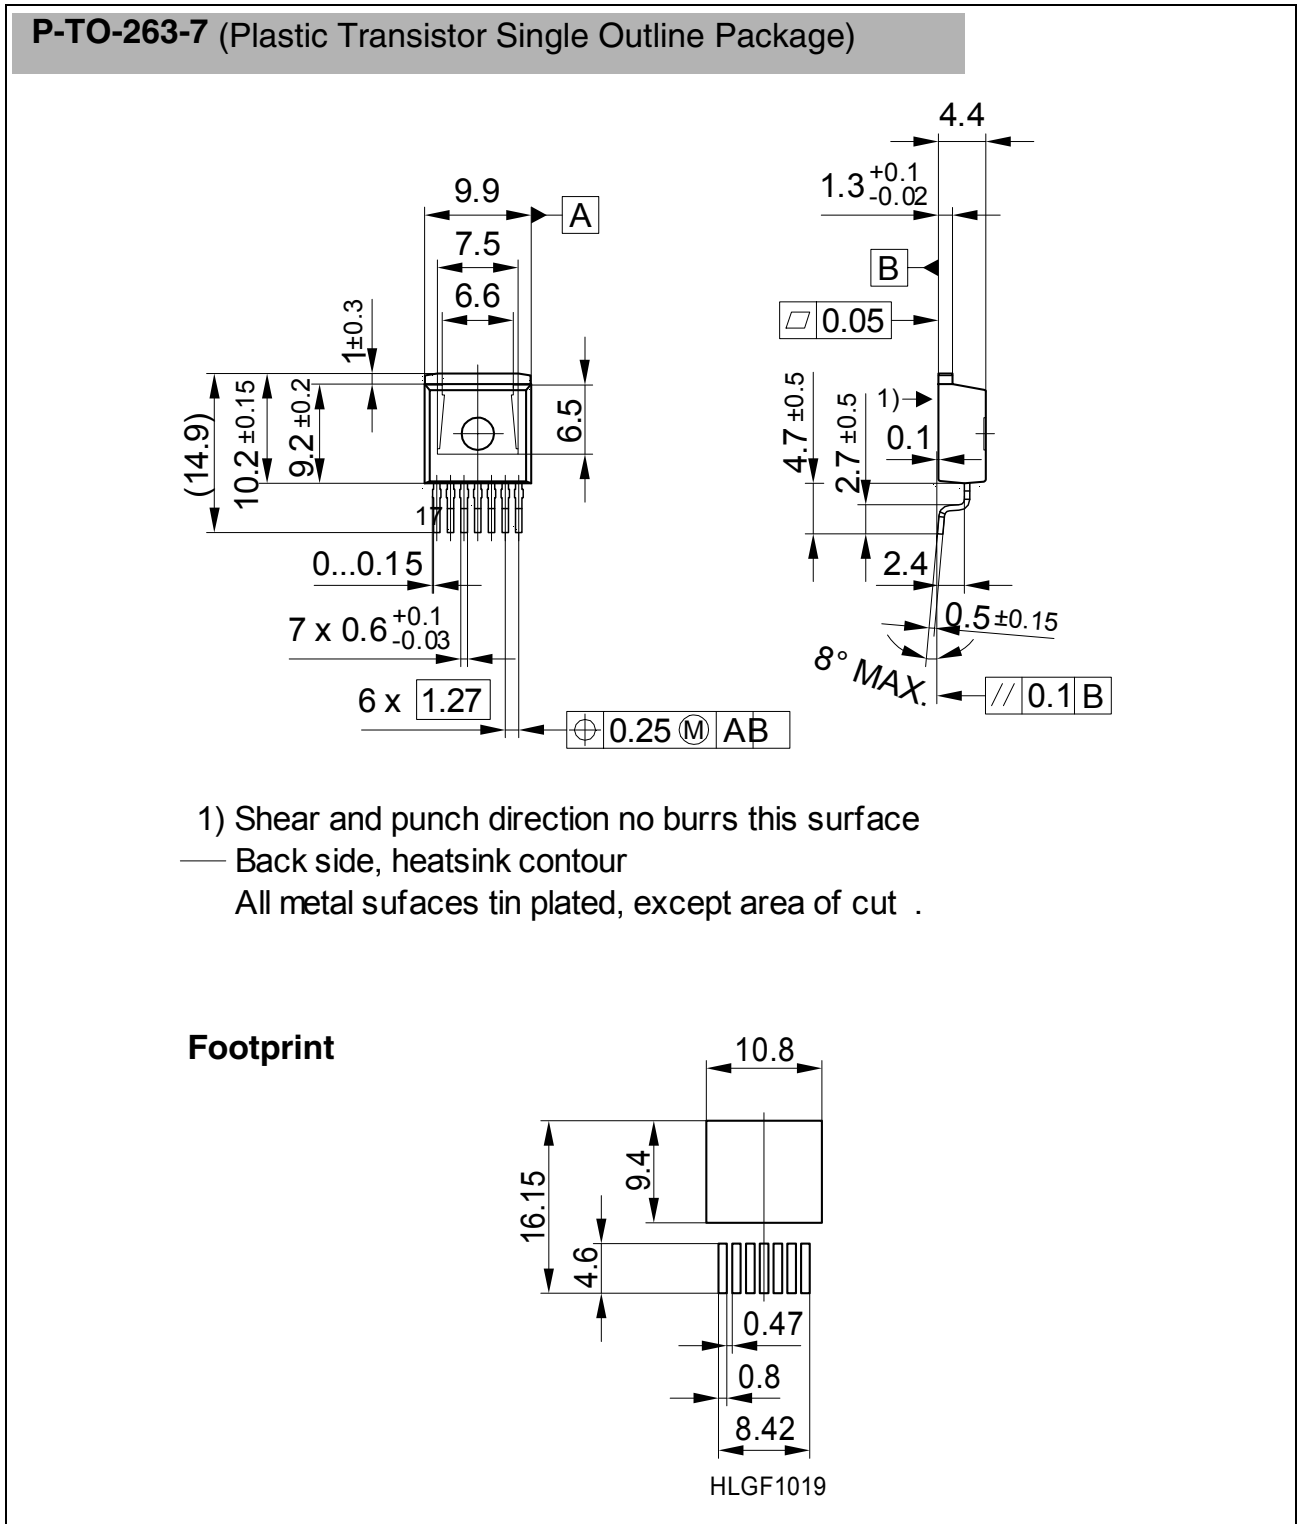 P-TO-263-7 (Plastic Transistor Single Outline Package)
4.4
1.3 +0.1 -0.02
9.9
A
7.5
B
6.6
0.05
1±0.3
(14.9)
10.2 ±0.15
9.2 ±0.2
6.5
4.7 ±0.5
2.7 ±0.5
1)
0.1
17
0...0.15
2.4
7 x 0.6 +0.1 -0.03
0.5 ±0.15
8° MAX.
6 x 1.27
// 0.1 B
0.25 Ⓜ AB
1) Shear and punch direction no burrs this surface
Back side, heatsink contour
All metal sufaces tin plated, except area of cut .
Footprint
10.8
16.15
9.4
4.6
0.47
0.8
8.42
HLGF1019